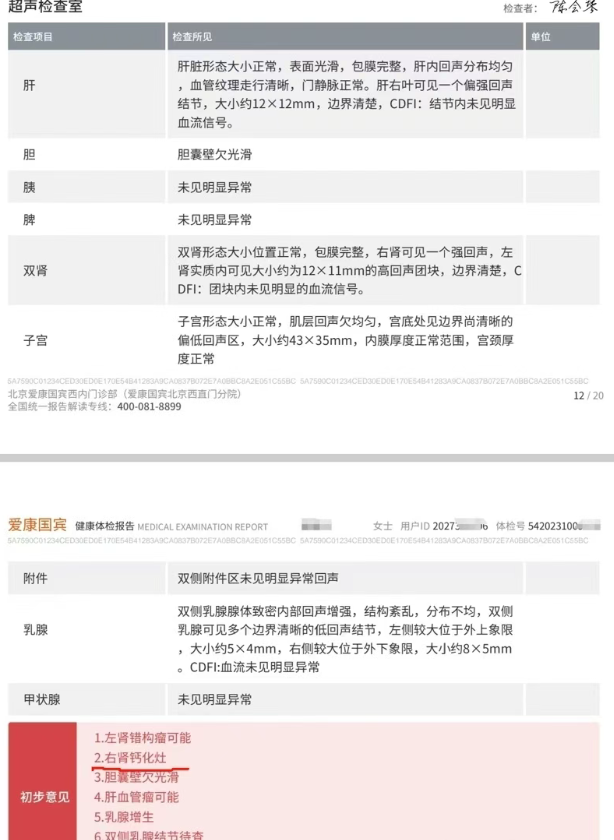 超声检查室
检查者：
检查项目 检查所见 单位
肝
肝脏形态大小正常，表面光滑，包膜完整，肝内回声分布均匀
，血管纹理走行清晰，门静脉正常。肝右叶可见一个偏强回声
结节，大小约12×12mm，边界清楚，CDFI：结节内未见明显
血流信号。
胆 胆囊壁欠光滑
胰 未见明显异常
脾 未见明显异常
双肾
双肾形态大小位置正常，包膜完整，右肾可见一个强回声，左
肾实质内可见大小约为12×11mm的高回声团块，边界清楚，C
DFI：团块内未见明显的血流信号。
子宫
子宫形态大小正常，肌层回声欠均匀，宫底处见边界尚清晰的
偏低回声区，大小约43×35mm，内膜厚度正常范围，宫颈厚
度正常
北京爱康国宾西内门诊部（爱康国宾北京西直门分院）
12 / 20
全国统一报告解读专线：400-081-8899
爱康国宾 健康体检报告 MEDICAL EXAMINATION REPORT 女士 用户ID 2027 体检号 542023100
附件 双侧附件区未见明显异常回声
乳腺
双侧乳腺腺体致密内部回声增强，结构紊乱，分布不均，双侧
乳腺可见多个边界清晰的低回声结节，左侧较大位于外上象限
，大小约5×4mm，右侧较大位于外下象限，大小约8×5mm
。CDFI:血流未见明显异常
甲状腺 未见明显异常
初步意见
1.左肾错构瘤可能
2.右肾钙化灶
3.胆囊壁欠光滑
4.肝血管瘤可能
5.乳腺增生
6.双侧乳腺结节待查